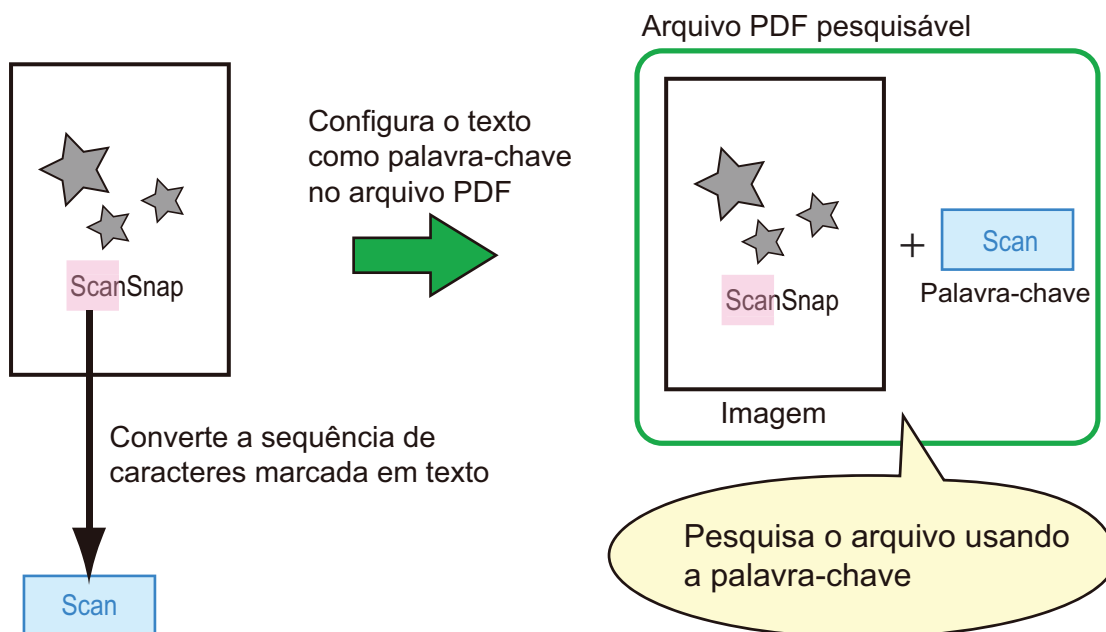 Arquivo PDF pesquisável
Configura o texto
como palavra-chave
no arquivo PDF
ScanSnap
Converte a sequência de
caracteres marcada em texto
Scan
ScanSnap
+
Scan
Palavra-chave
Imagem
Pesquisa o arquivo usando
a palavra-chave